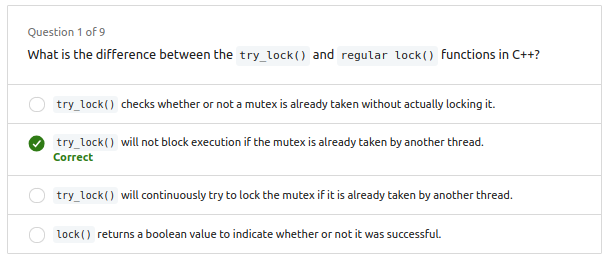 Question 1 of 9
What is the difference between the try_lock() and regular lock() functions in C++?
try_lock() checks whether or not a mutex is already taken without actually locking it.
try_lock() will not block execution if the mutex is already taken by another thread.
Correct
try_lock() will continuously try to lock the mutex if it is already taken by another thread.
lock() returns a boolean value to indicate whether or not it was successful.